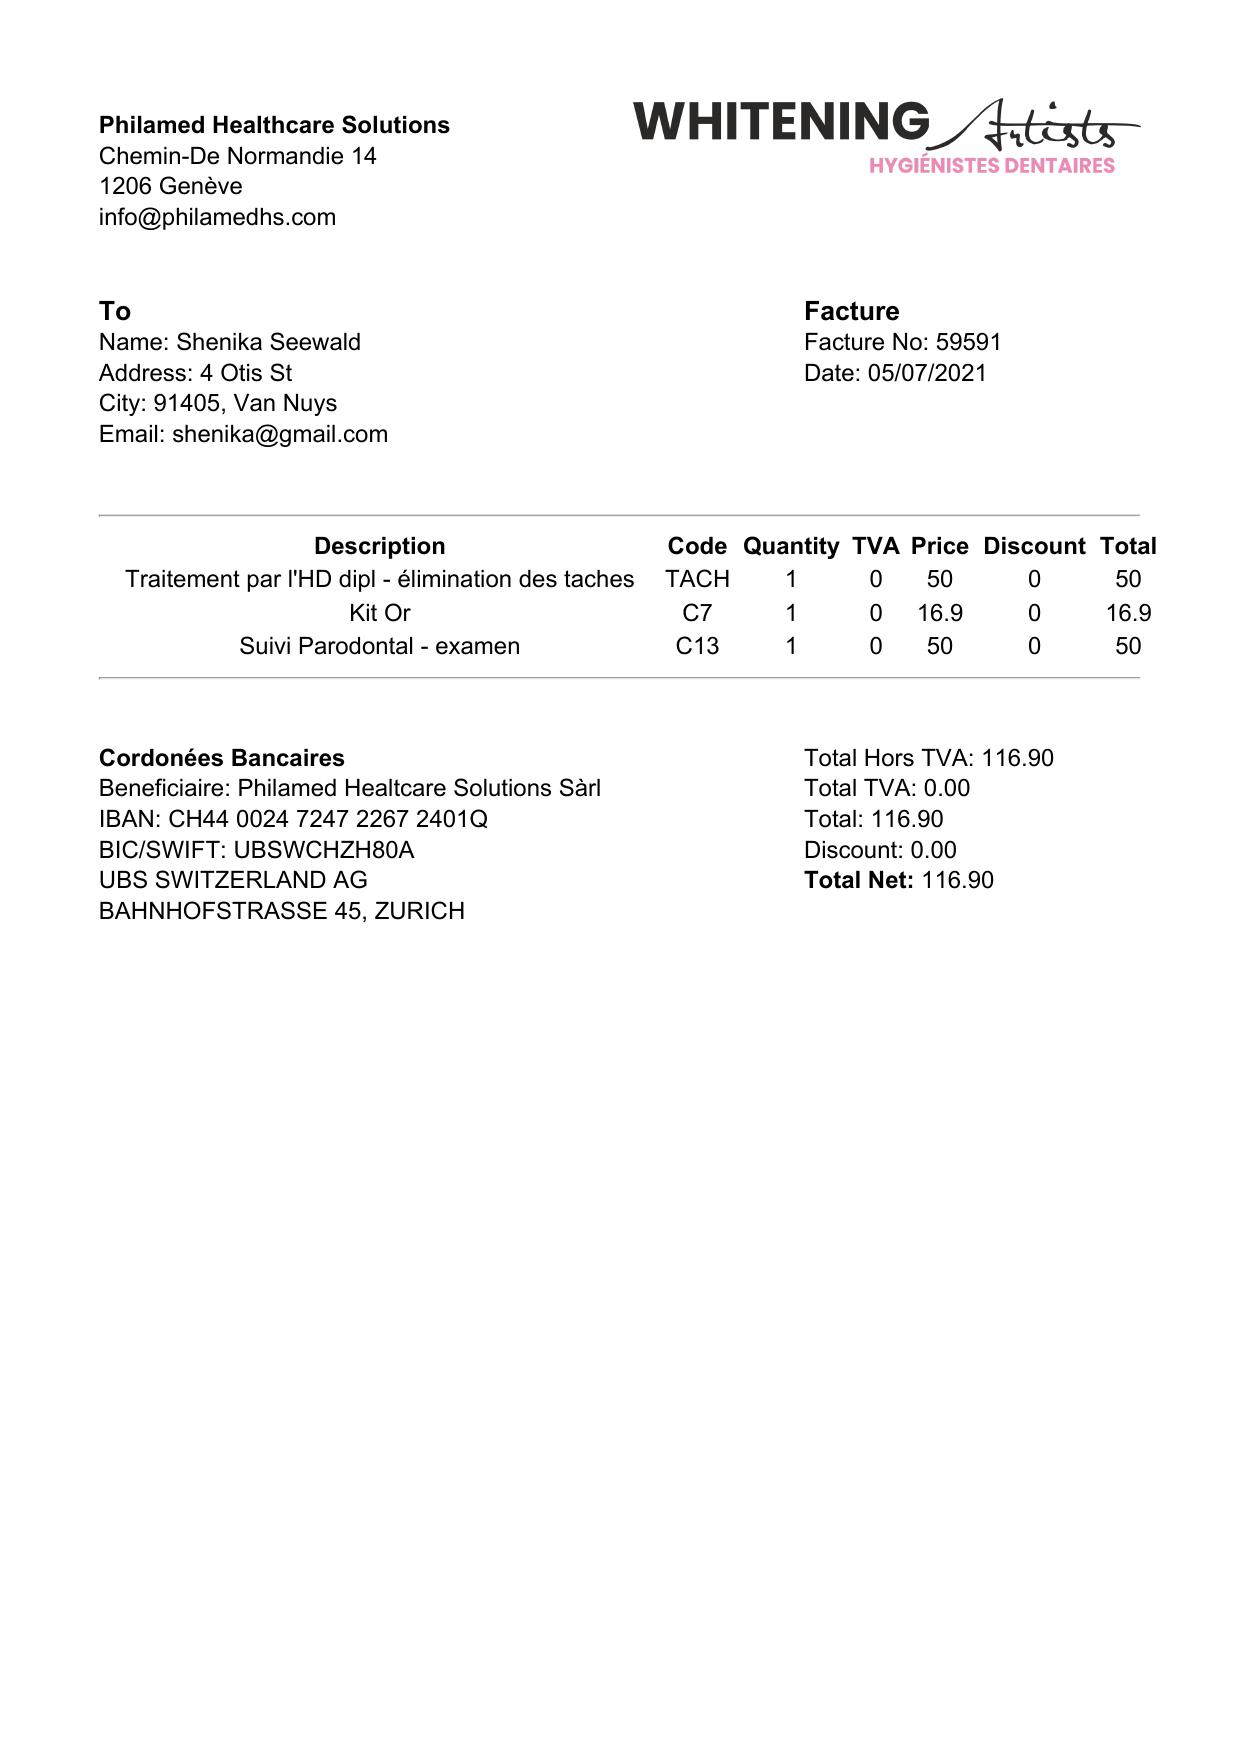 Philamed Healthcare Solutions
Chemin-De Normandie 14
1206 Genève
info@philamedhs.com
WHITENING Artists
HYGIÉNISTES DENTAIRES
To
Name: Shenika Seewald
Address: 4 Otis St
City: 91405, Van Nuys
Email: shenika@gmail.com
Facture
Facture No: 59591
Date: 05/07/2021
Description Code Quantity TVA Price Discount Total
Traitement par l'HD dipl - élimination des taches TACH 1 0 50 0 50
Kit Or C7 1 0 16.9 0 16.9
Suivi Parodontal - examen C13 1 0 50 0 50
Cordonées Bancaires
Beneficiaire: Philamed Healtcare Solutions Sàrl
IBAN: CH44 0024 7247 2267 2401Q
BIC/SWIFT: UBSWCHZH80A
UBS SWITZERLAND AG
BAHNHOFSTRASSE 45, ZURICH
Total Hors TVA: 116.90
Total TVA: 0.00
Total: 116.90
Discount: 0.00
Total Net: 116.90